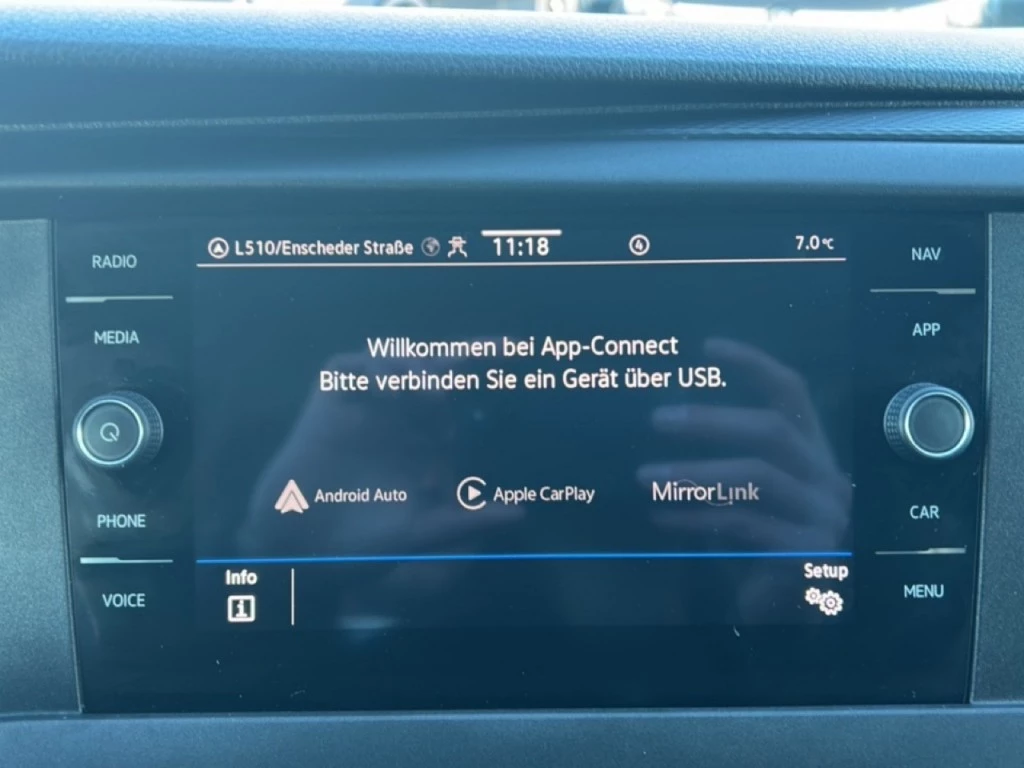 L510/Enscheder Straße 11:18 4 7.0°C
RADIO
NAV
MEDIA
APP
Willkommen bei App-Connect
Bitte verbinden Sie ein Gerät über USB.
Android Auto Apple CarPlay MirrorLink
PHONE
CAR
Info
Setup
VOICE
MENU